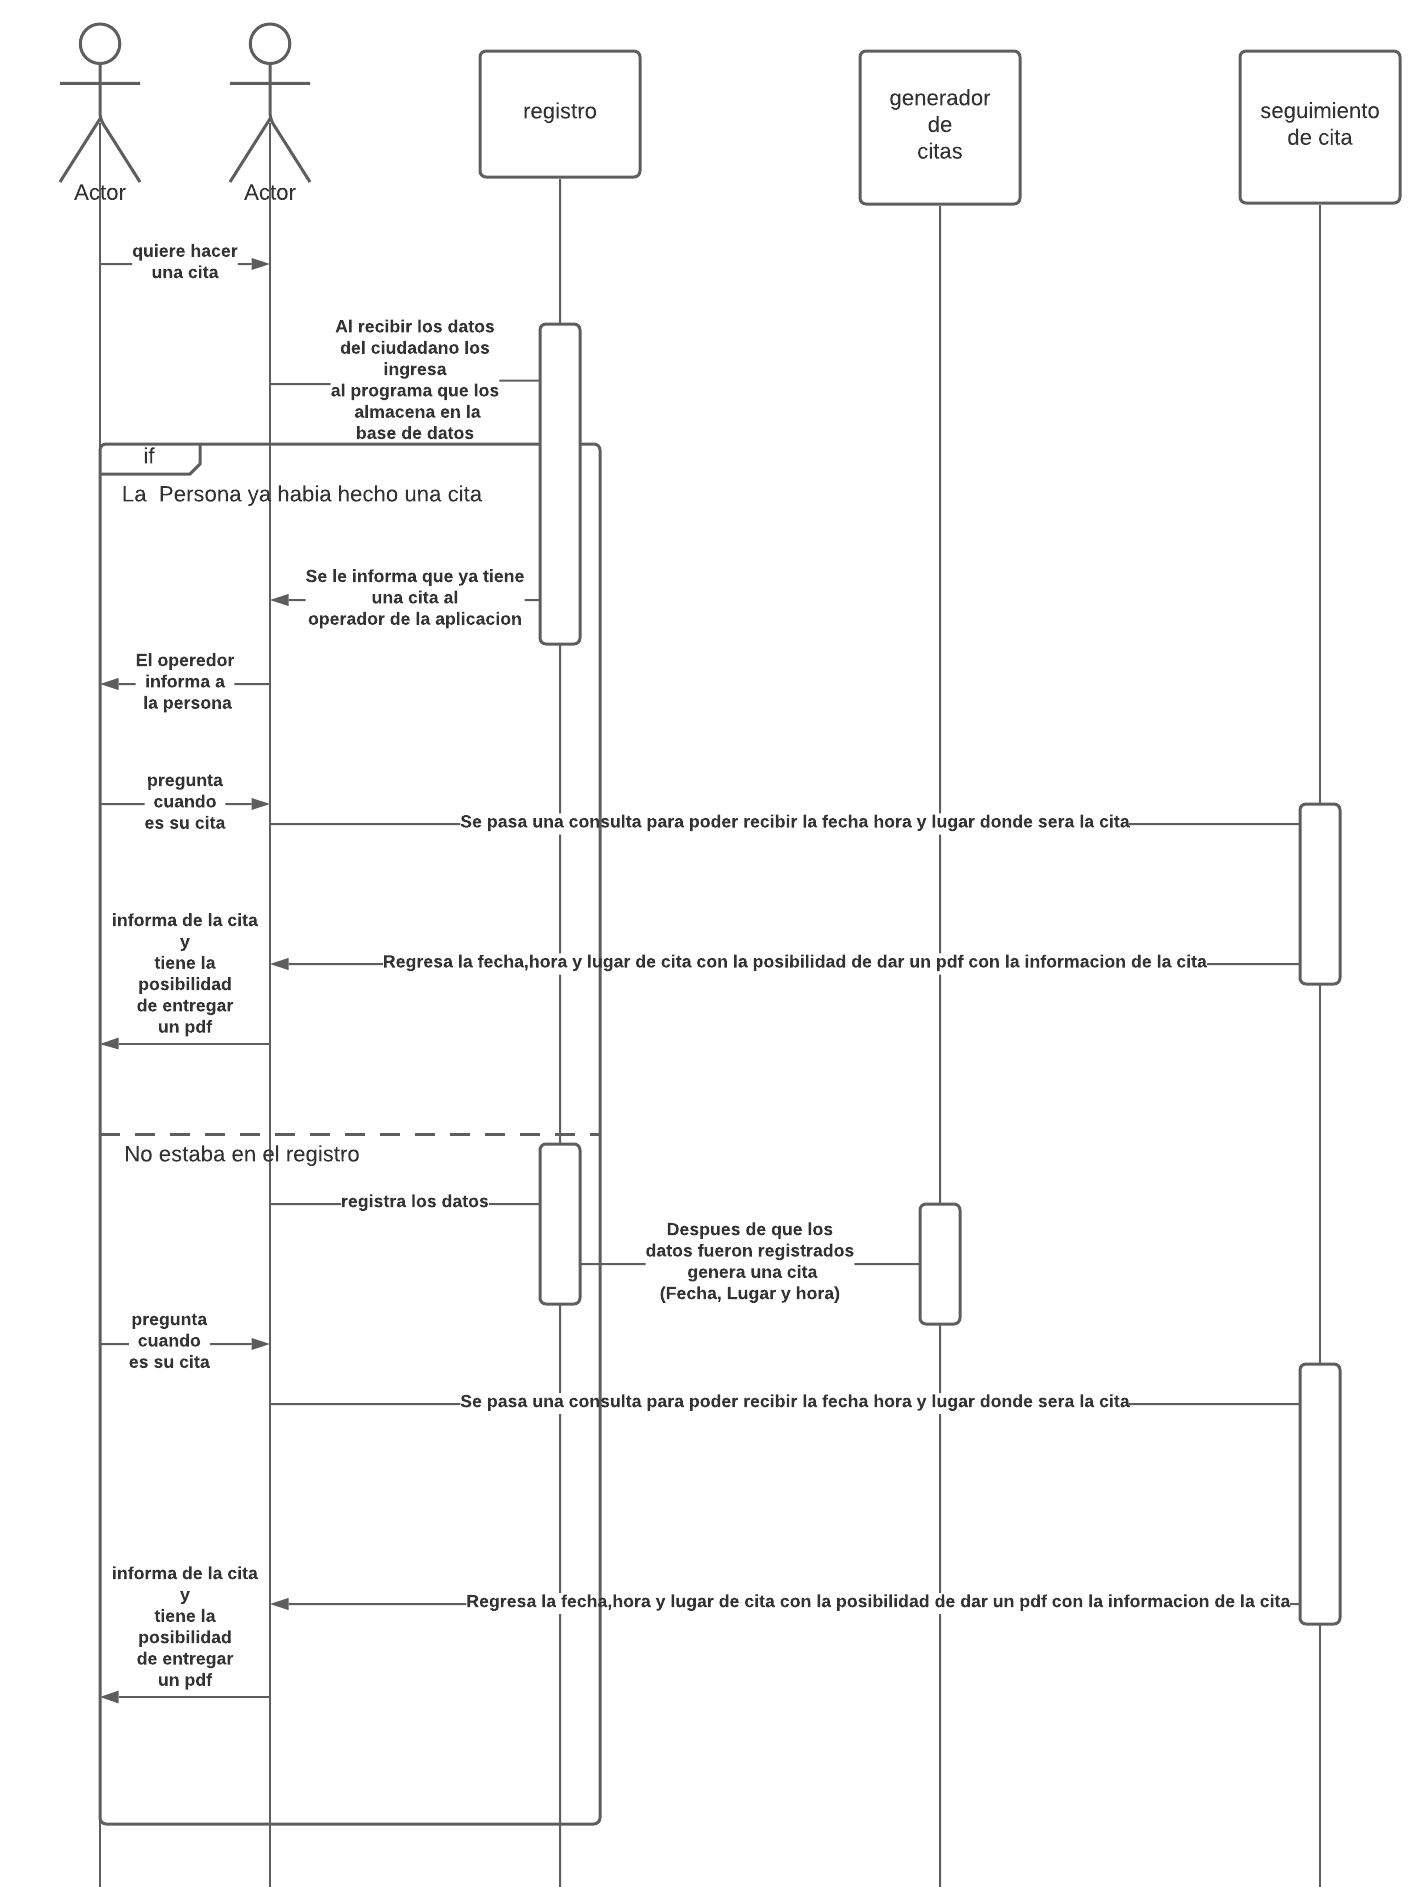 Actor
Actor
registro
generador
de
citas
seguimiento
de cita
quiere hacer
una cita
Al recibir los datos
del ciudadano los
ingresa
al programa que los
almacena en la
base de datos
if
La  Persona ya habia hecho una cita
Se le informa que ya tiene
una cita al
operador de la aplicacion
El operedor
informa a
la persona
pregunta
cuando
es su cita
Se pasa una consulta para poder recibir la fecha hora y lugar donde sera la cita
informa de la cita
y
tiene la
posibilidad
de entregar
un pdf
Regresa la fecha,hora y lugar de cita con la posibilidad de dar un pdf con la informacion de la cita
No estaba en el registro
registra los datos
Despues de que los
datos fueron registrados
genera una cita
(Fecha, Lugar y hora)
pregunta
cuando
es su cita
Se pasa una consulta para poder recibir la fecha hora y lugar donde sera la cita
informa de la cita
y
tiene la
posibilidad
de entregar
un pdf
Regresa la fecha,hora y lugar de cita con la posibilidad de dar un pdf con la informacion de la cita